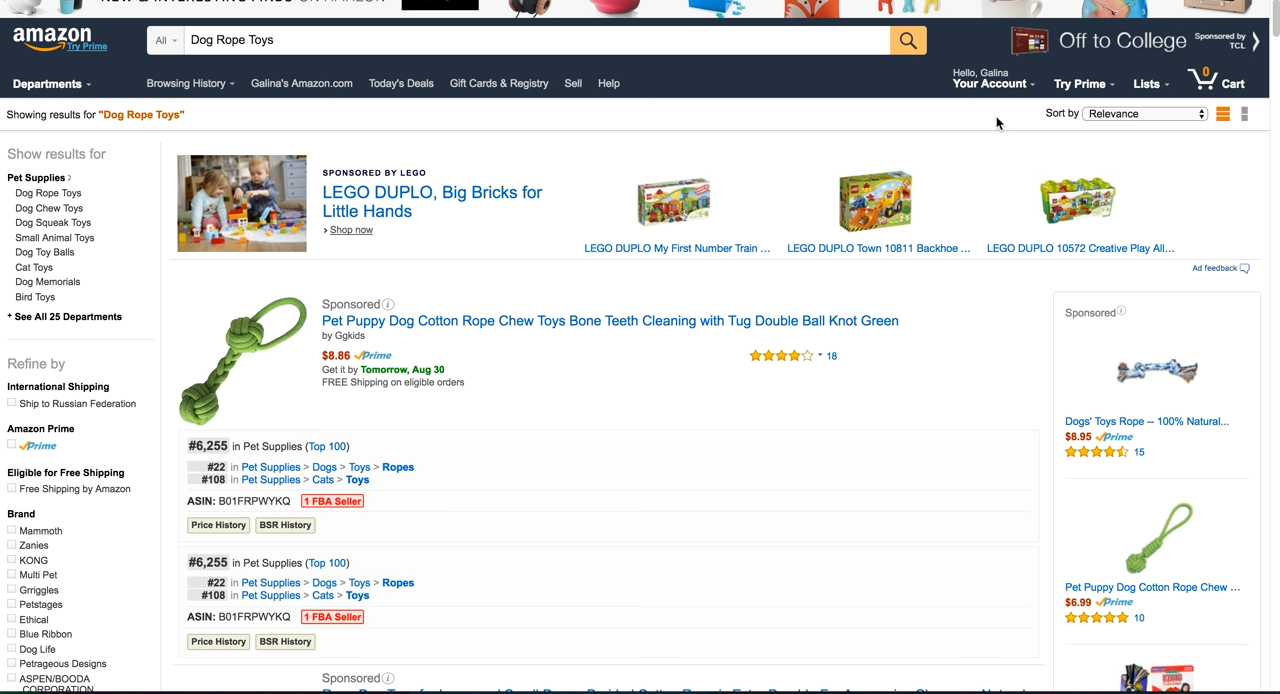 NEW & INTERESTING FINDS ON AMAZON
amazon
Try Prime
All
Dog Rope Toys
Off to College
Sponsored by
TCL
Departments
Browsing History
Galina's Amazon.com
Today's Deals
Gift Cards & Registry
Sell
Help
Hello, Galina
Your Account
Try Prime
Lists
0
Cart
Showing results for "Dog Rope Toys"
Sort by
Relevance
Show results for
Pet Supplies
Dog Rope Toys
Dog Chew Toys
Dog Squeak Toys
Small Animal Toys
Dog Toy Balls
Cat Toys
Dog Memorials
Bird Toys
+ See All 25 Departments
Refine by
International Shipping
Ship to Russian Federation
Amazon Prime
Prime
Eligible for Free Shipping
Free Shipping by Amazon
Brand
Mammoth
Zanies
KONG
Multi Pet
Grriggles
Petstages
Ethical
Blue Ribbon
Dog Life
Petrageous Designs
ASPEN/BOODA
CORPORATION
SPONSORED BY LEGO
LEGO DUPLO, Big Bricks for
Little Hands
› Shop now
LEGO DUPLO My First Number Train ...
LEGO DUPLO Town 10811 Backhoe ...
LEGO DUPLO 10572 Creative Play All...
Ad feedback
Sponsored
Pet Puppy Dog Cotton Rope Chew Toys Bone Teeth Cleaning with Tug Double Ball Knot Green
by Ggkids
$8.86 Prime
18
Get it by Tomorrow, Aug 30
FREE Shipping on eligible orders
#6,255 in Pet Supplies (Top 100)
#22 in Pet Supplies > Dogs > Toys > Ropes
#108 in Pet Supplies > Cats > Toys
ASIN: B01FRPWYKQ 1 FBA Seller
Price History BSR History
#6,255 in Pet Supplies (Top 100)
#22 in Pet Supplies > Dogs > Toys > Ropes
#108 in Pet Supplies > Cats > Toys
ASIN: B01FRPWYKQ 1 FBA Seller
Price History BSR History
Sponsored
Sponsored
Dogs' Toys Rope -- 100% Natural...
$8.95 Prime
15
Pet Puppy Dog Cotton Rope Chew ...
$6.99 Prime
10
KONG